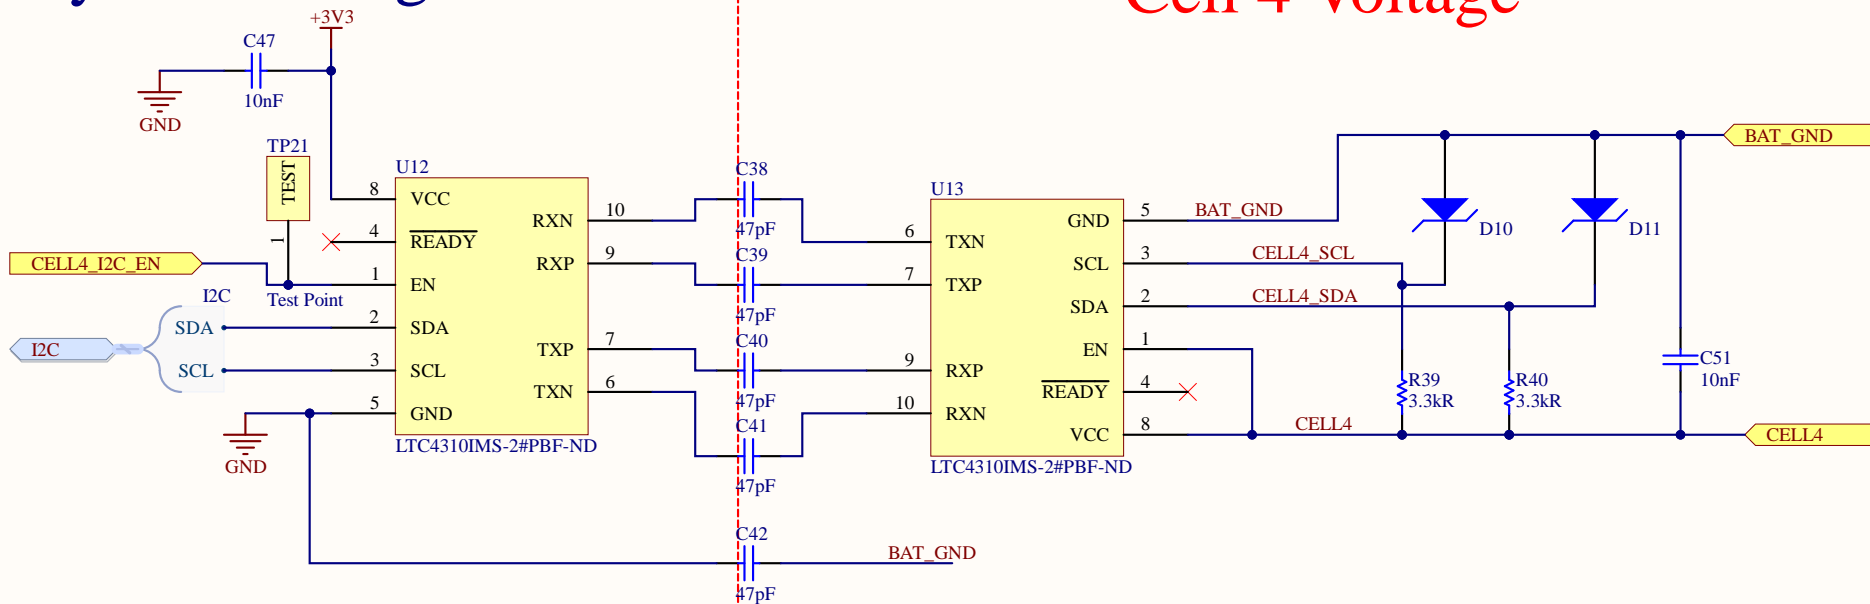 Cell 4 Voltage
+3V3
C47
10nF
GND
TP21
TEST
1
Test Point
CELL4_I2C_EN
I2C
I2C
SDA
SCL
GND
U12
8
VCC
4
READY
1
EN
2
SDA
3
SCL
5
GND
RXN
10
RXP
9
TXP
7
TXN
6
LTC4310IMS-2#PBF-ND
C38
47pF
C39
47pF
C40
47pF
C41
47pF
C42
47pF
BAT_GND
U13
6
TXN
7
TXP
9
RXP
10
RXN
GND
5
SCL
3
SDA
2
EN
1
READY
4
VCC
8
LTC4310IMS-2#PBF-ND
BAT_GND
CELL4_SCL
CELL4_SDA
CELL4
D10
D11
R39
3.3kR
R40
3.3kR
C51
10nF
BAT_GND
CELL4